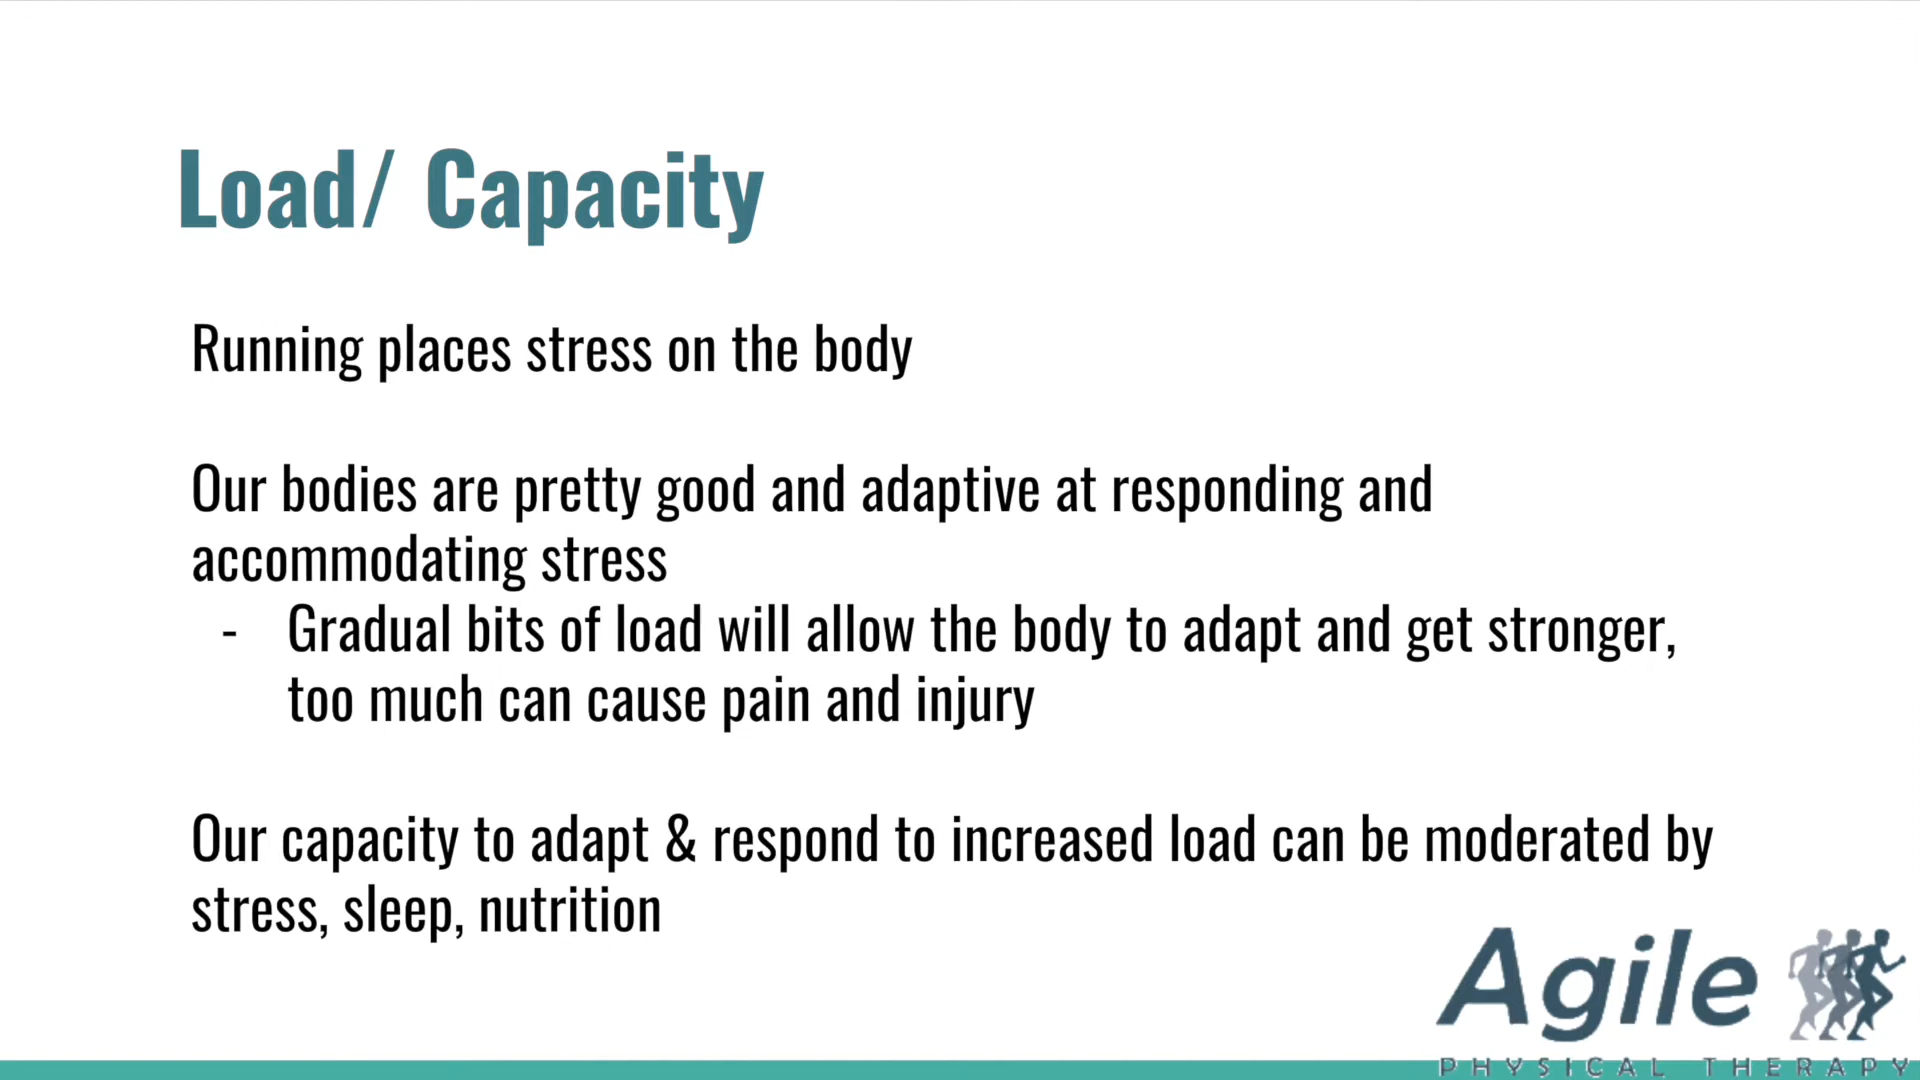 Load/ Capacity
Running places stress on the body
Our bodies are pretty good and adaptive at responding and
accommodating stress
- Gradual bits of load will allow the body to adapt and get stronger,
too much can cause pain and injury
Our capacity to adapt & respond to increased load can be moderated by
stress, sleep, nutrition
Agile
PHYSICAL THERAPY